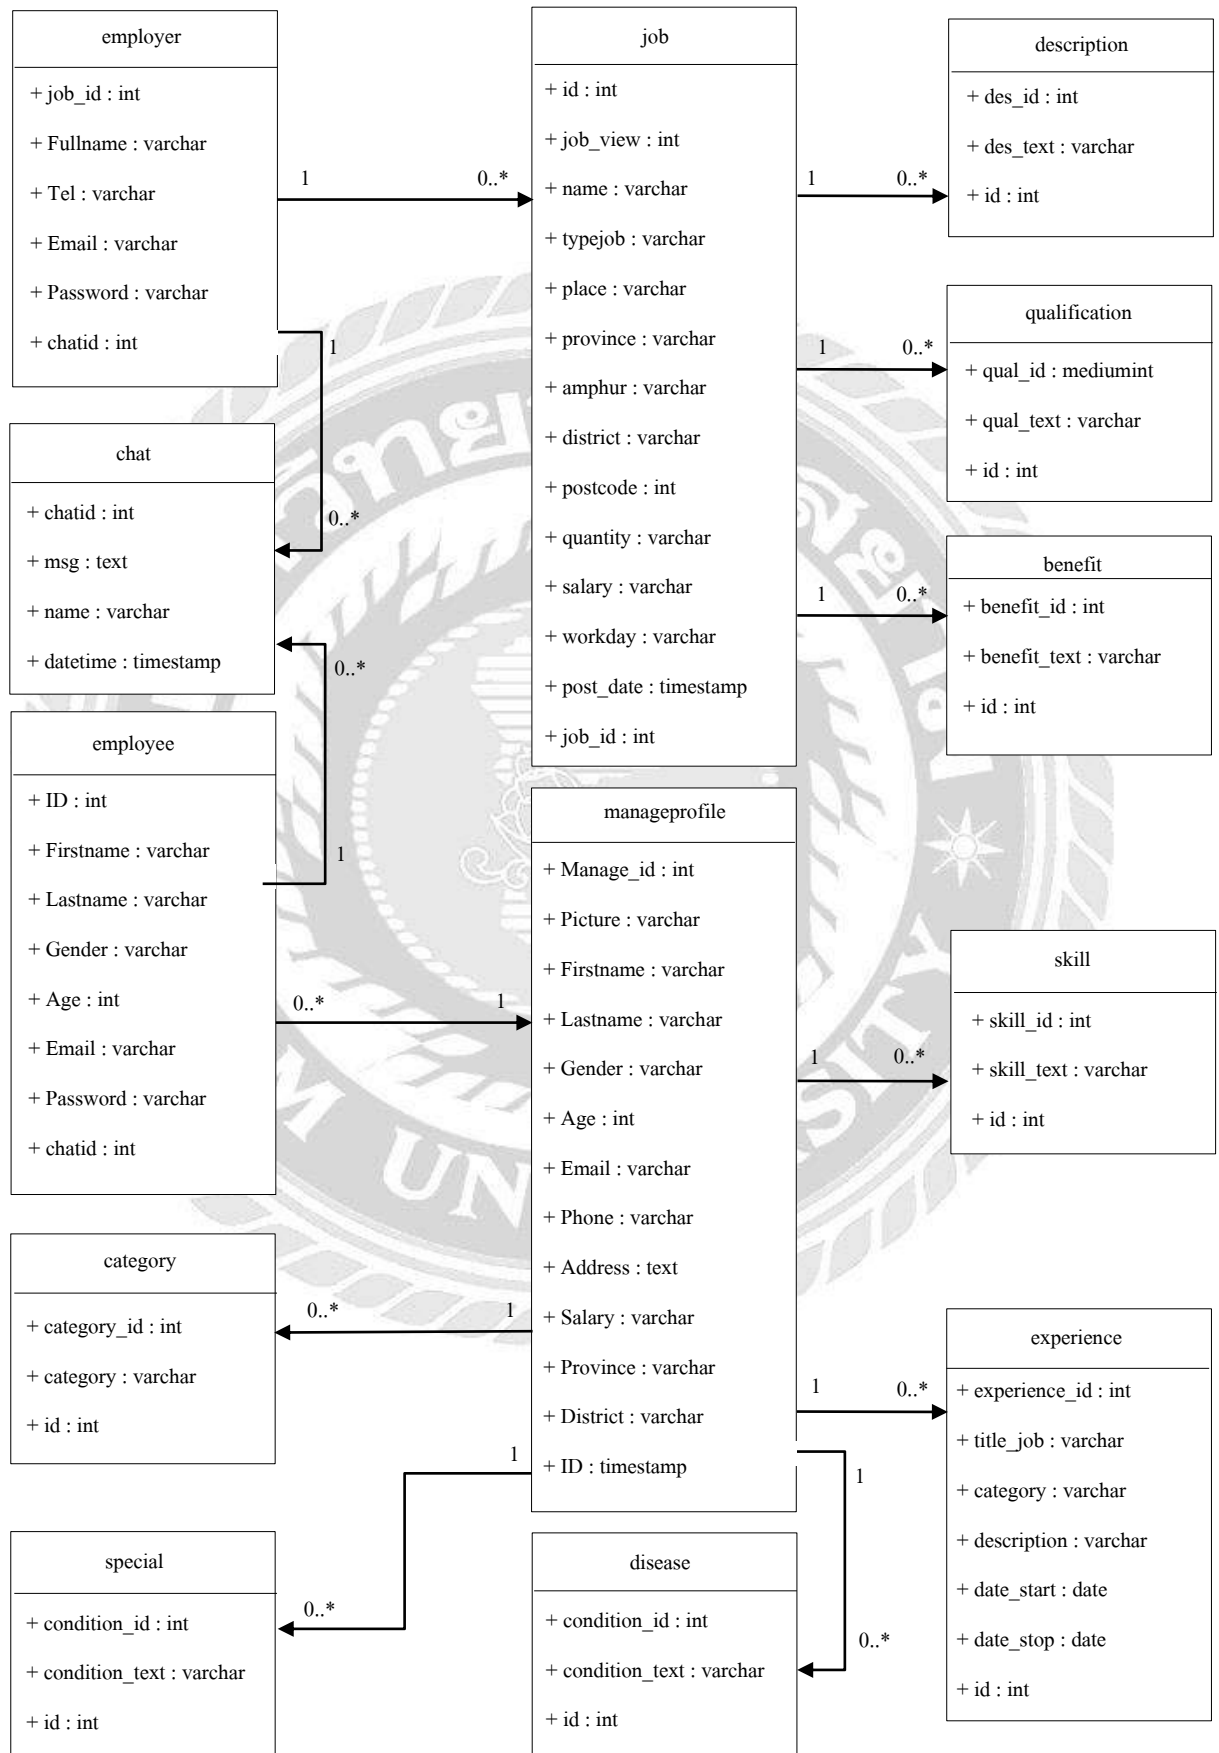 employer
+ job_id : int
+ Fullname : varchar
+ Tel : varchar
+ Email : varchar
+ Password : varchar
+ chatid : int
1
0..*
1
0..*
job
+ id : int
+ job_view : int
+ name : varchar
+ typejob : varchar
+ place : varchar
+ province : varchar
+ amphur : varchar
+ district : varchar
+ postcode : int
+ quantity : varchar
+ salary : varchar
+ workday : varchar
+ post_date : timestamp
+ job_id : int
1
0..*
description
+ des_id : int
+ des_text : varchar
+ id : int
1
0..*
qualification
+ qual_id : mediumint
+ qual_text : varchar
+ id : int
1
0..*
benefit
+ benefit_id : int
+ benefit_text : varchar
+ id : int
chat
+ chatid : int
+ msg : text
+ name : varchar
+ datetime : timestamp
0..*
1
employee
+ ID : int
+ Firstname : varchar
+ Lastname : varchar
+ Gender : varchar
+ Age : int
+ Email : varchar
+ Password : varchar
+ chatid : int
0..*
1
manageprofile
+ Manage_id : int
+ Picture : varchar
+ Firstname : varchar
+ Lastname : varchar
+ Gender : varchar
+ Age : int
+ Email : varchar
+ Phone : varchar
+ Address : text
+ Salary : varchar
+ Province : varchar
+ District : varchar
+ ID : timestamp
1
0..*
skill
+ skill_id : int
+ skill_text : varchar
+ id : int
category
+ category_id : int
+ category : varchar
+ id : int
0..*
1
1
0..*
experience
+ experience_id : int
+ title_job : varchar
+ category : varchar
+ description : varchar
+ date_start : date
+ date_stop : date
+ id : int
1
0..*
special
+ condition_id : int
+ condition_text : varchar
+ id : int
1
0..*
disease
+ condition_id : int
+ condition_text : varchar
+ id : int